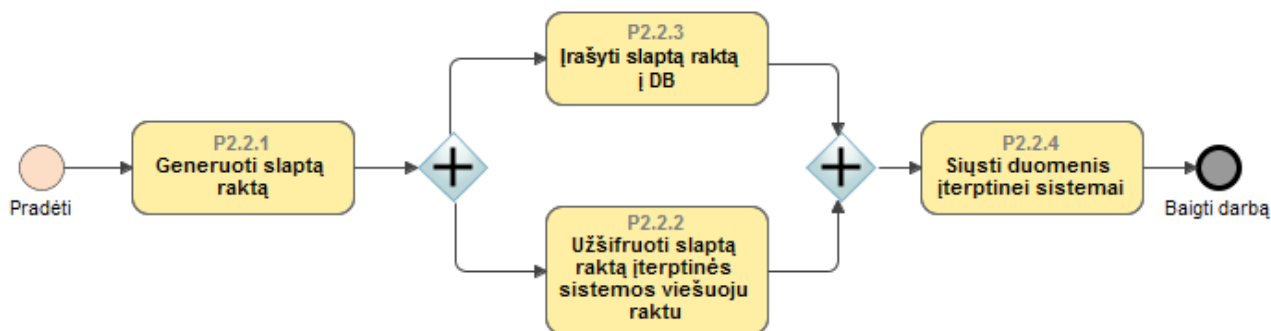 Pradėti
P2.2.1
Generuoti slaptą
raktą
P2.2.3
Įrašyti slaptą raktą
į DB
P2.2.2
Užšifruoti slaptą
raktą įterptinės
sistemos viešuoju
raktu
P2.2.4
Siųsti duomenis
įterptinei sistemai
Baigti darbą